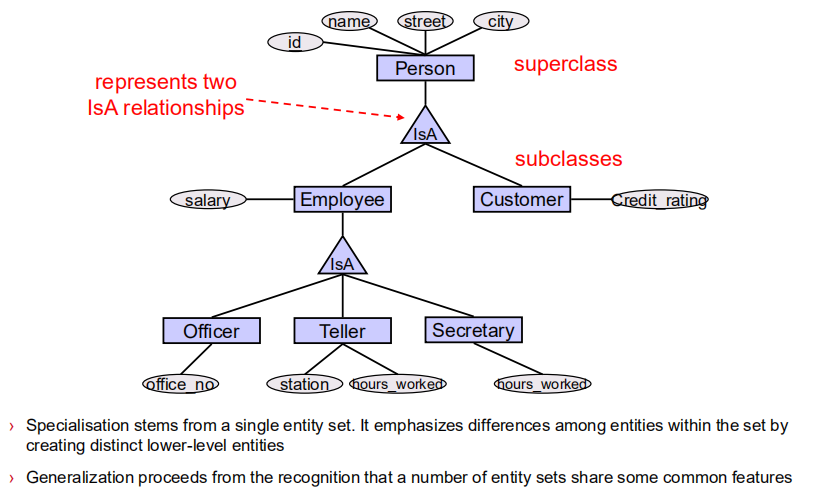 name
street
city
id
Person
superclass
represents two
IsA relationships
IsA
subclasses
salary
Employee
Customer
Credit_rating
IsA
Officer
Teller
Secretary
office_no
station
hours_worked
hours_worked
› Specialisation stems from a single entity set. It emphasizes differences among entities within the set by
creating distinct lower-level entities
› Generalization proceeds from the recognition that a number of entity sets share some common features